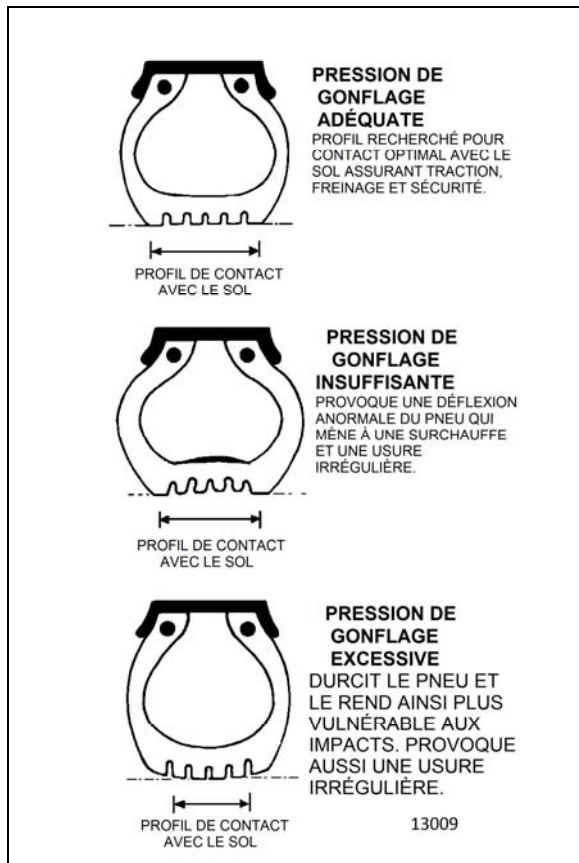 PRESSION DE
GONFLAGE
ADÉQUATE
PROFIL RECHERCHÉ POUR
CONTACT OPTIMAL AVEC LE
SOL ASSURANT TRACTION,
FREINAGE ET SÉCURITÉ.
PROFIL DE CONTACT
AVEC LE SOL
PRESSION DE
GONFLAGE
INSUFFISANTE
PROVOQUE UNE DÉFLEXION
ANORMALE DU PNEU QUI
MÈNE À UNE SURCHAUFFE
ET UNE USURE
IRRÉGULIÈRE.
PROFIL DE CONTACT
AVEC LE SOL
PRESSION DE
GONFLAGE
EXCESSIVE
DURCIT LE PNEU ET
LE REND AINSI PLUS
VULNÉRABLE AUX
IMPACTS. PROVOQUE
AUSSI UNE USURE
IRRÉGULIÈRE.
PROFIL DE CONTACT
AVEC LE SOL
13009